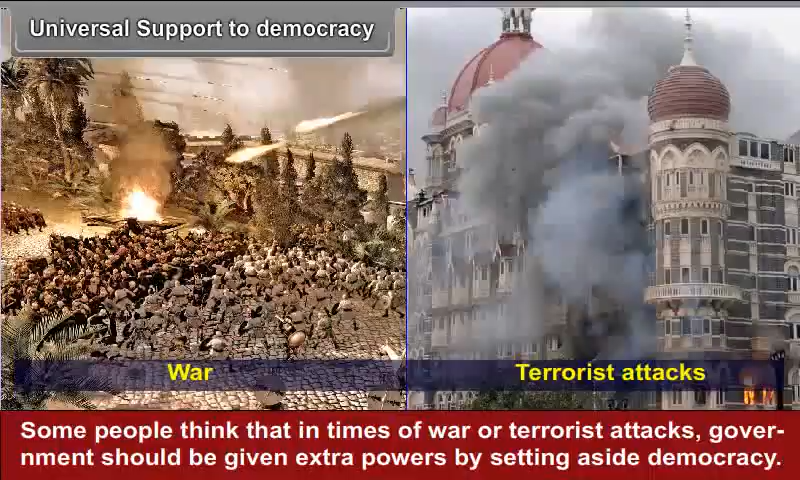 Universal Support to democracy
War
Terrorist attacks
Some people think that in times of war or terrorist attacks, gover-
nment should be given extra powers by setting aside democracy.